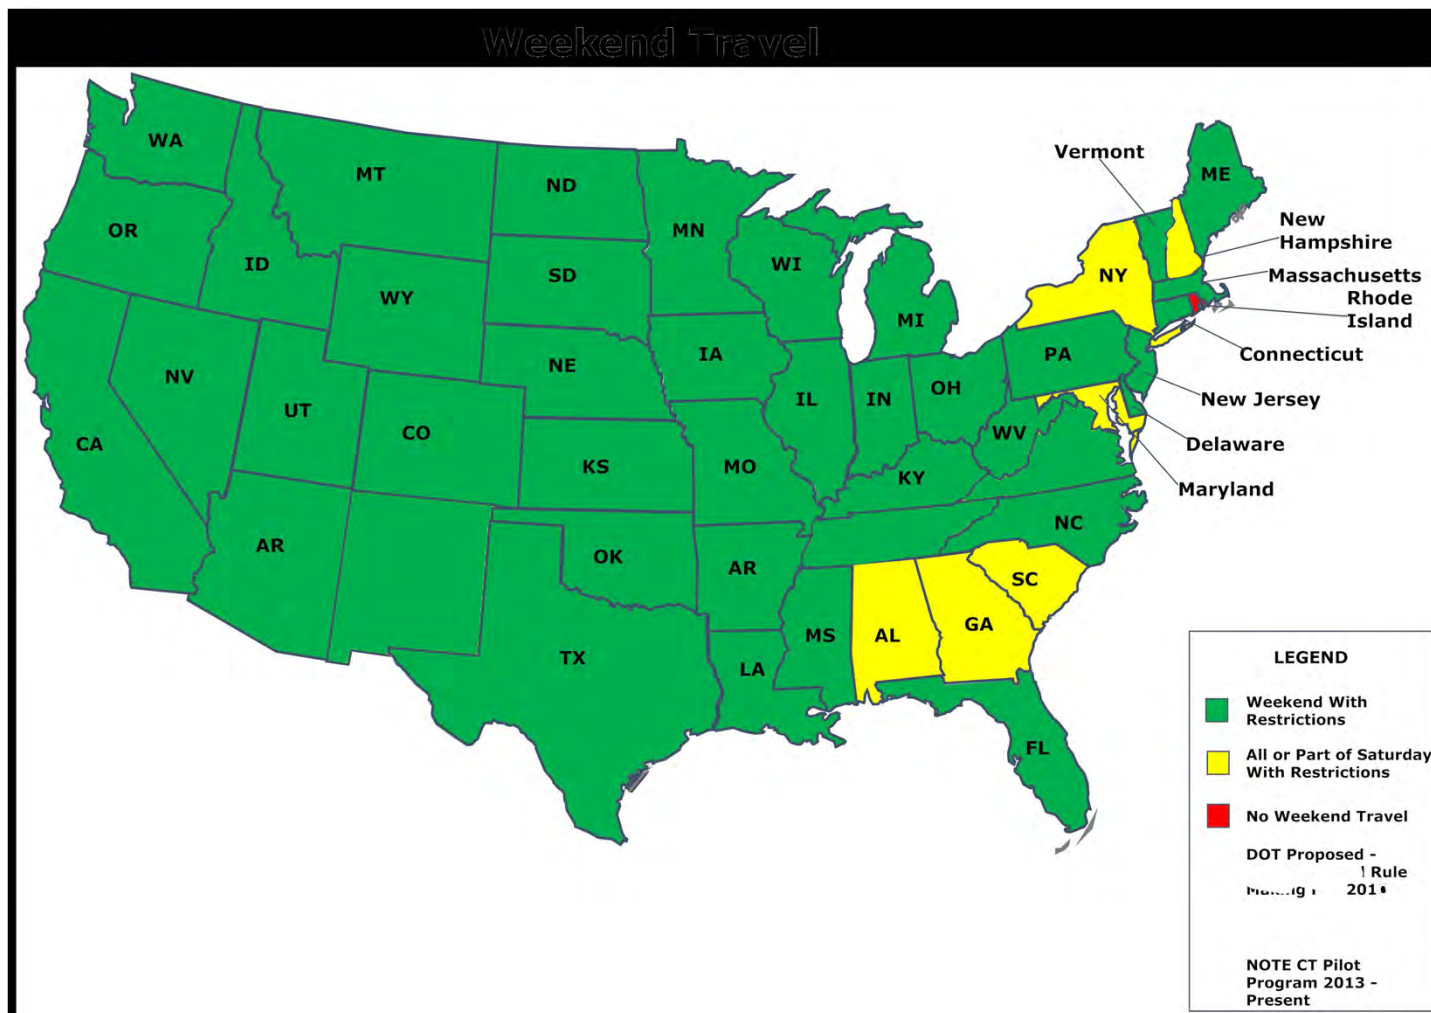 Weekend Travel
WA
MT
ND
MN
Vermont
ME
OR
ID
SD
WI
NY
New
Hampshire
WY
MI
Massachusetts
Rhode
Island
NV
NE
IA
PA
Connecticut
UT
CO
IL
IN
OH
New Jersey
CA
KS
MO
WV
Delaware
KY
Maryland
AR
OK
AR
NC
TX
MS
AL
GA
SC
LA
FL
LEGEND
Weekend With
Restrictions
All or Part of Saturday
With Restrictions
No Weekend Travel
DOT Proposed -
Rule
NOTE CT Pilot
Program 2013 -
Present